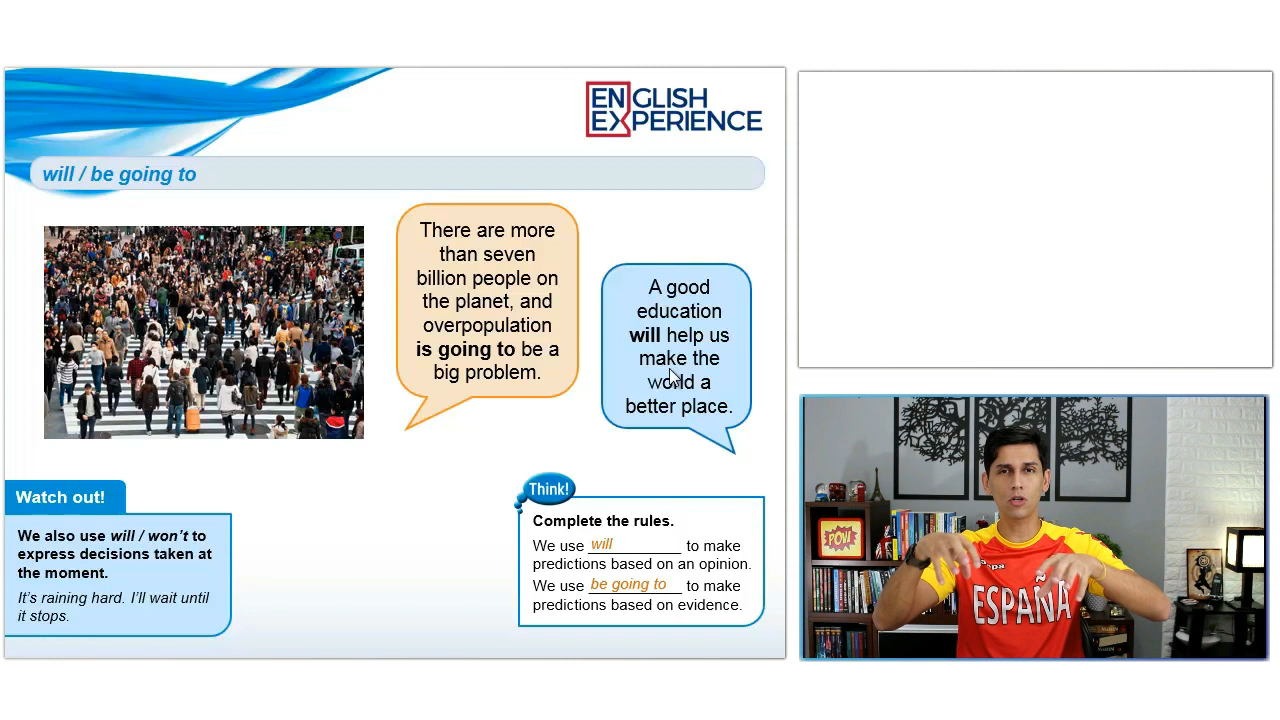 ENGLISH
EXPERIENCE
will / be going to
There are more
than seven
billion people on
the planet, and
overpopulation
is going to be a
big problem.
A good
education
will help us
make the
world a
better place.
Watch out!
We also use will / won't to
express decisions taken at
the moment.
It's raining hard. I'll wait until
it stops.
Think!
Complete the rules.
We use will to make
predictions based on an opinion.
We use be going to to make
predictions based on evidence.
POW!
ESPAÑA